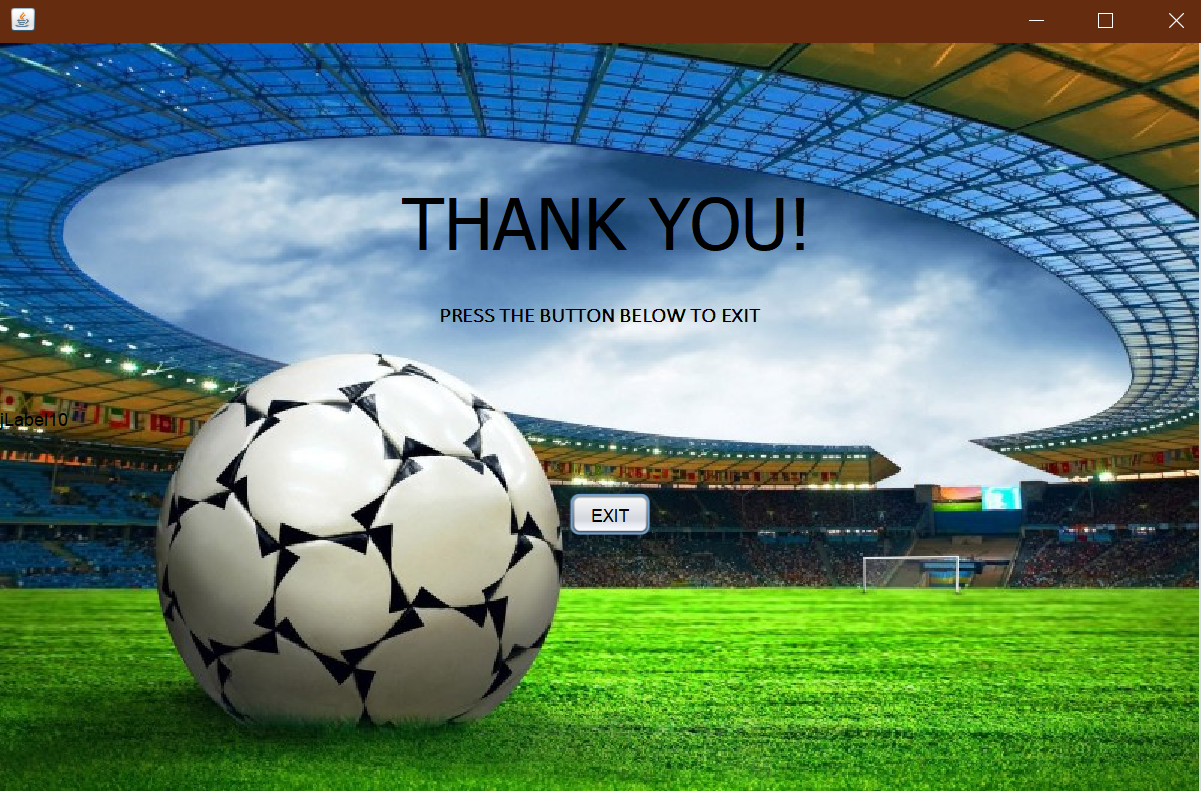 THANK YOU!
PRESS THE BUTTON BELOW TO EXIT
jLabel10
EXIT